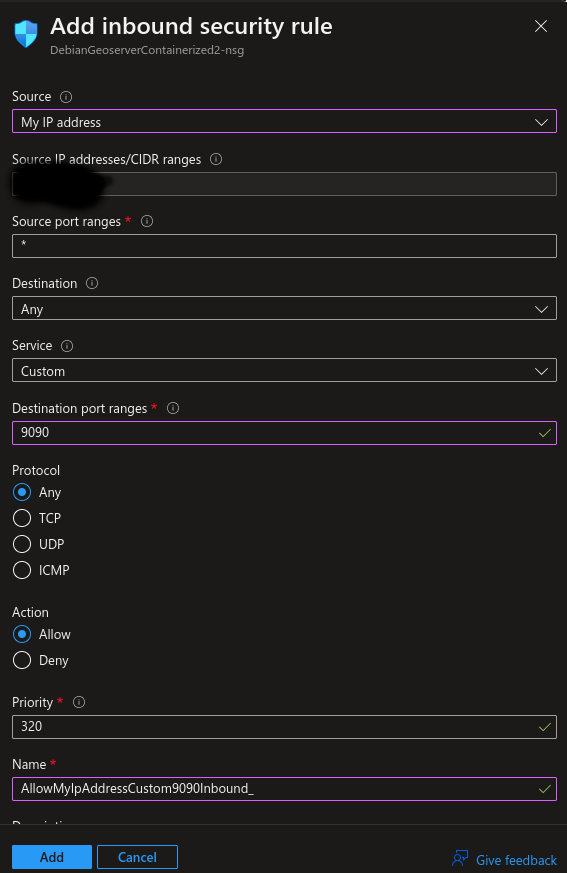 Add inbound security rule
DebianGeoserverContainerized2-nsg
Source
My IP address
Source IP addresses/CIDR ranges
Source port ranges *
*
Destination
Any
Service
Custom
Destination port ranges *
9090
Protocol
Any
TCP
UDP
ICMP
Action
Allow
Deny
Priority *
320
Name *
AllowMyIpAddressCustom9090Inbound_
Add
Cancel
Give feedback